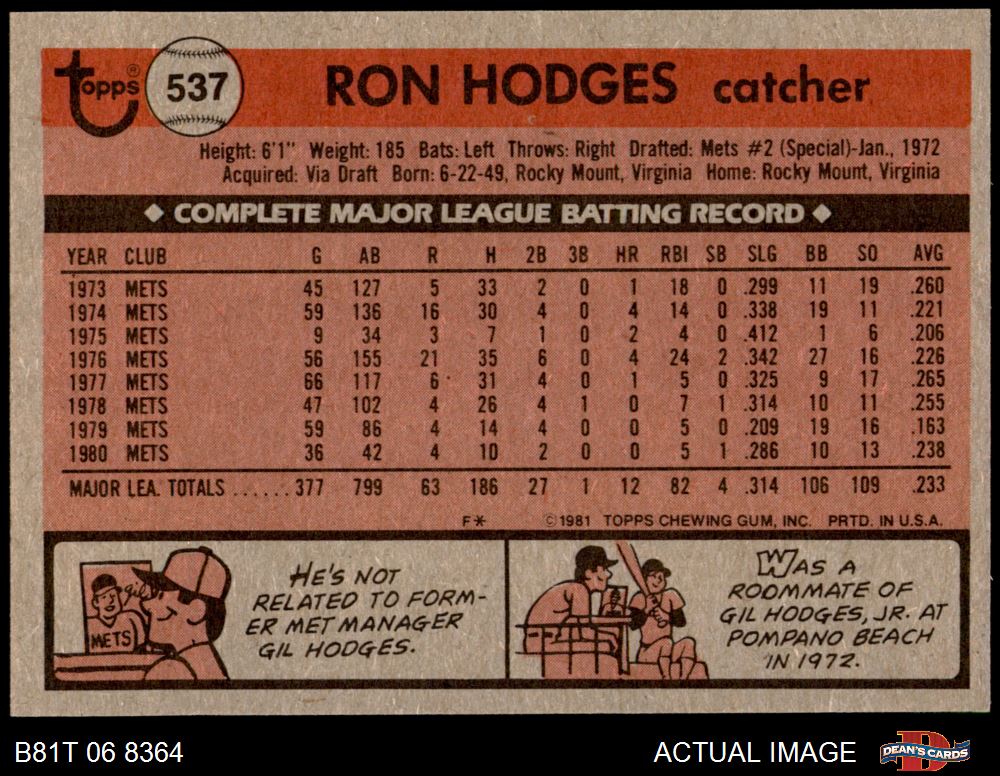 topps®
537
RON HODGES catcher
Height: 6'1" Weight: 185 Bats: Left Throws: Right Drafted: Mets #2 (Special)-Jan., 1972
Acquired: Via Draft Born: 6-22-49, Rocky Mount, Virginia Home: Rocky Mount, Virginia
◆ COMPLETE MAJOR LEAGUE BATTING RECORD ◆
YEAR CLUB G AB R H 2B 3B HR RBI SB SLG BB SO AVG
1973 METS 45 127 5 33 2 0 1 18 0 .299 11 19 .260
1974 METS 59 136 16 30 4 0 4 14 0 .338 19 11 .221
1975 METS 9 34 3 7 1 0 2 4 0 .412 1 6 .206
1976 METS 56 155 21 35 6 0 4 24 2 .342 27 16 .226
1977 METS 66 117 6 31 4 0 1 5 0 .325 9 17 .265
1978 METS 47 102 4 26 4 1 0 7 1 .314 10 11 .255
1979 METS 59 86 4 14 4 0 0 5 0 .209 19 16 .163
1980 METS 36 42 4 10 2 0 0 5 1 .286 10 13 .238
MAJOR LEA. TOTALS ...... 377 799 63 186 27 1 12 82 4 .314 106 109 .233
F* ©1981 TOPPS CHEWING GUM, INC. PRTD. IN U.S.A.
gil
METS
HE'S NOT
RELATED TO FORM-
ER MET MANAGER
GIL HODGES.
WAS A
ROOMMATE OF
GIL HODGES, JR. AT
POMPANO BEACH
IN 1972.
B81T 06 8364
ACTUAL IMAGE
DEAN'S CARDS